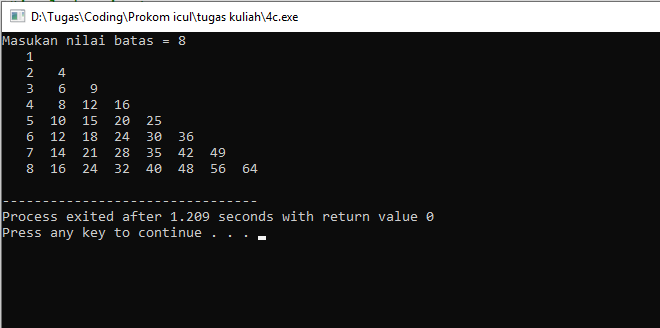 D:\Tugas\Coding\Prokom icul\tugas kuliah\4c.exe
Masukan nilai batas = 8
   1
   2   4
   3   6   9
   4   8  12  16
   5  10  15  20  25
   6  12  18  24  30  36
   7  14  21  28  35  42  49
   8  16  24  32  40  48  56  64
--------------------------------
Process exited after 1.209 seconds with return value 0
Press any key to continue . . .